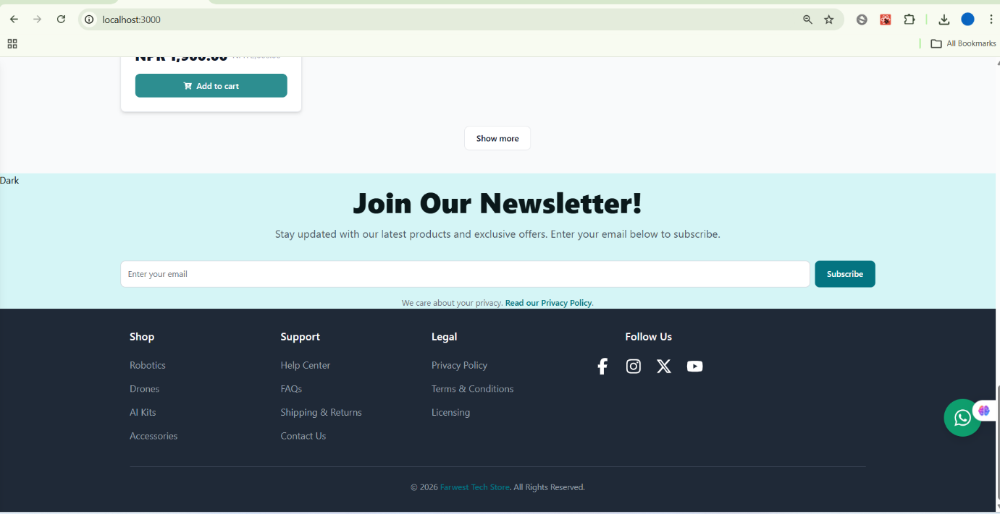 localhost:3000
All Bookmarks
NPR 1,900.00
Add to cart
Show more
Dark
Join Our Newsletter!
Stay updated with our latest products and exclusive offers. Enter your email below to subscribe.
Enter your email
Subscribe
We care about your privacy. Read our Privacy Policy.
Shop
Support
Legal
Follow Us
Robotics
Help Center
Privacy Policy
Drones
FAQs
Terms & Conditions
AI Kits
Shipping & Returns
Licensing
Accessories
Contact Us
© 2026 Farwest Tech Store. All Rights Reserved.